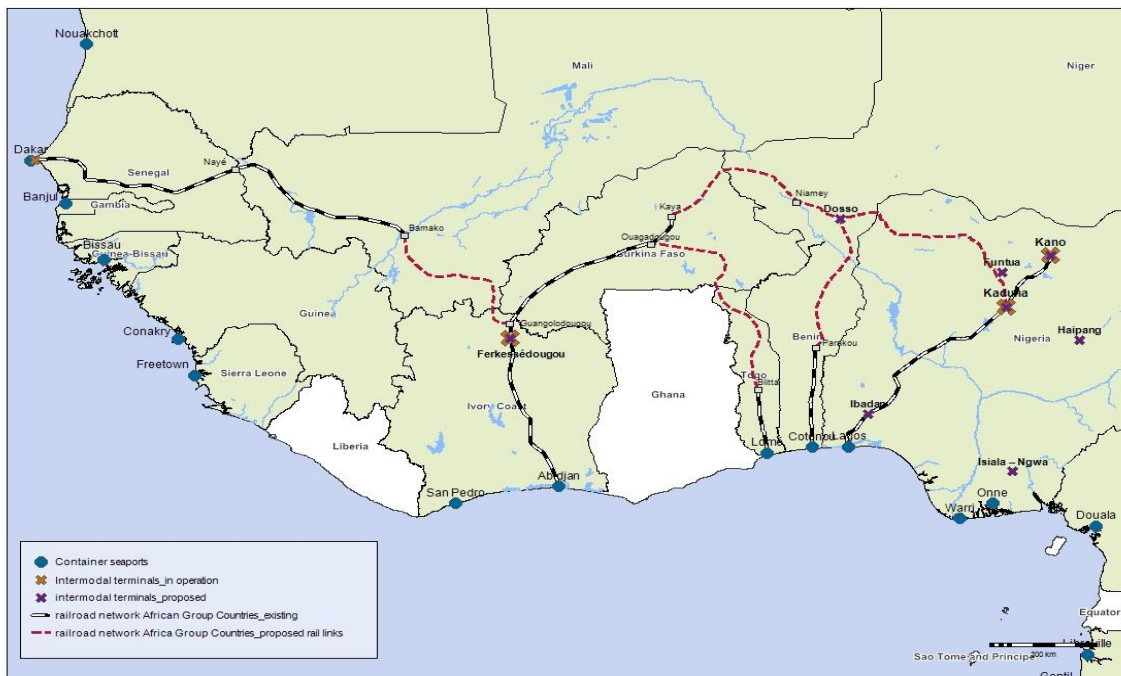 Nouakchott
Mali
Niger
Dakar
Nayé
Senegal
Banjul
Gambia
Niamey
Dosso
Kaya
Bamako
Ouagadougou
Burkina Faso
Bissau
Guinea-Bissau
Kano
Funtua
Kaduna
Guinea
Guangolodougou
Conakry
Ferkessédougou
Benin
Parakou
Nigeria
Haipang
Freetown
Sierra Leone
Togo
Blitta
Ghana
Ivory Coast
Ibadan
Liberia
Lomé
Cotonou
Lagos
Isiala – Ngwa
Abidjan
San Pedro
Onne
Warri
Douala
Container seaports
Intermodal terminals_in operation
intermodal terminals_proposed
railroad network African Group Countries_existing
railroad network Africa Group Countries_proposed rail links
Equator
Libreville
200 km
Sao Tome and Principe